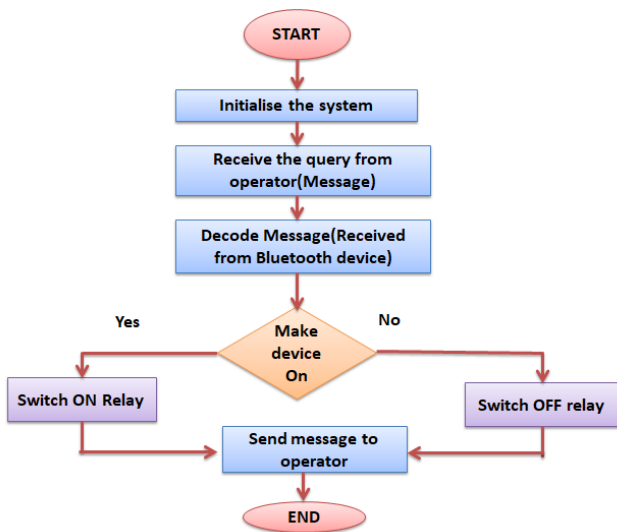 START
Initialise the system
Receive the query from
operator(Message)
Decode Message(Received
from Bluetooth device)
Yes
No
Make
device
On
Switch ON Relay
Switch OFF relay
Send message to
operator
END